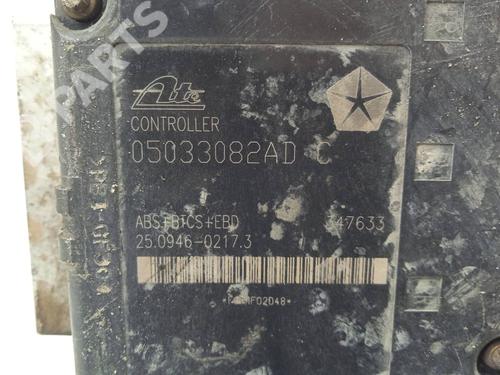 Ate
CONTROLLER
05033082AD C
ABS+BTCS+EBD 347633
25.0946-0217.3
PARTS